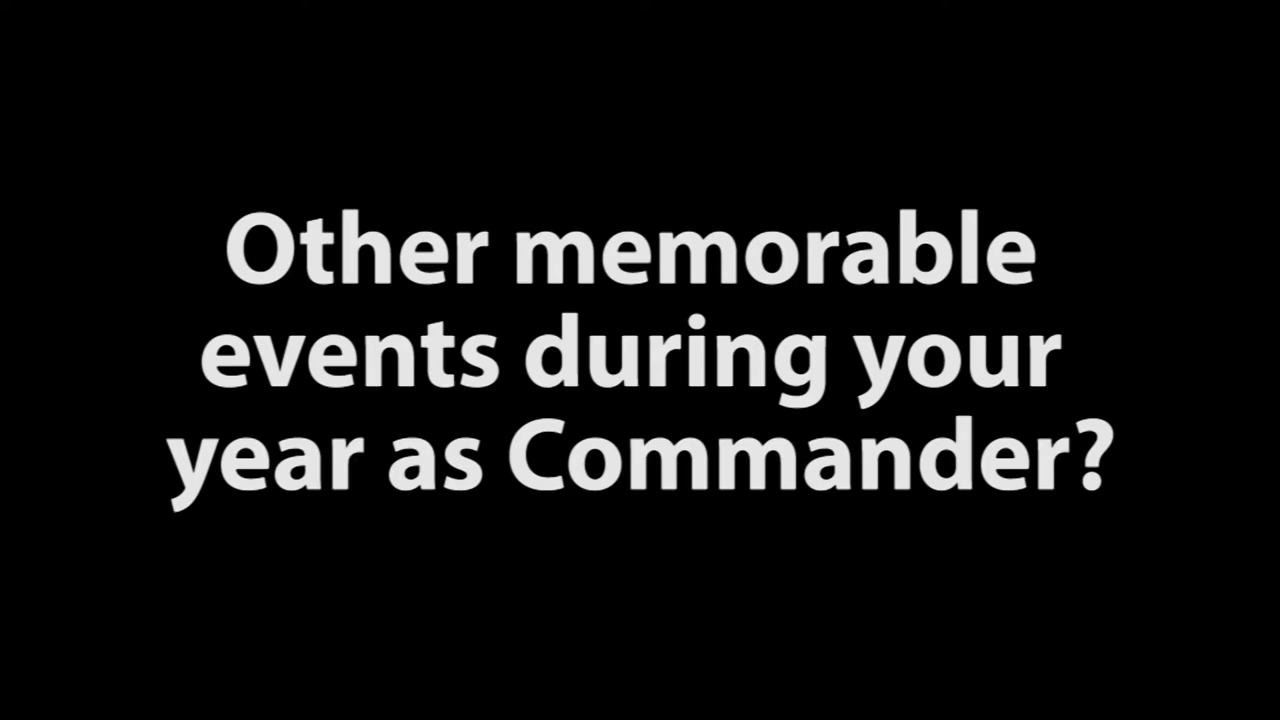 Other memorable
events during your
year as Commander?